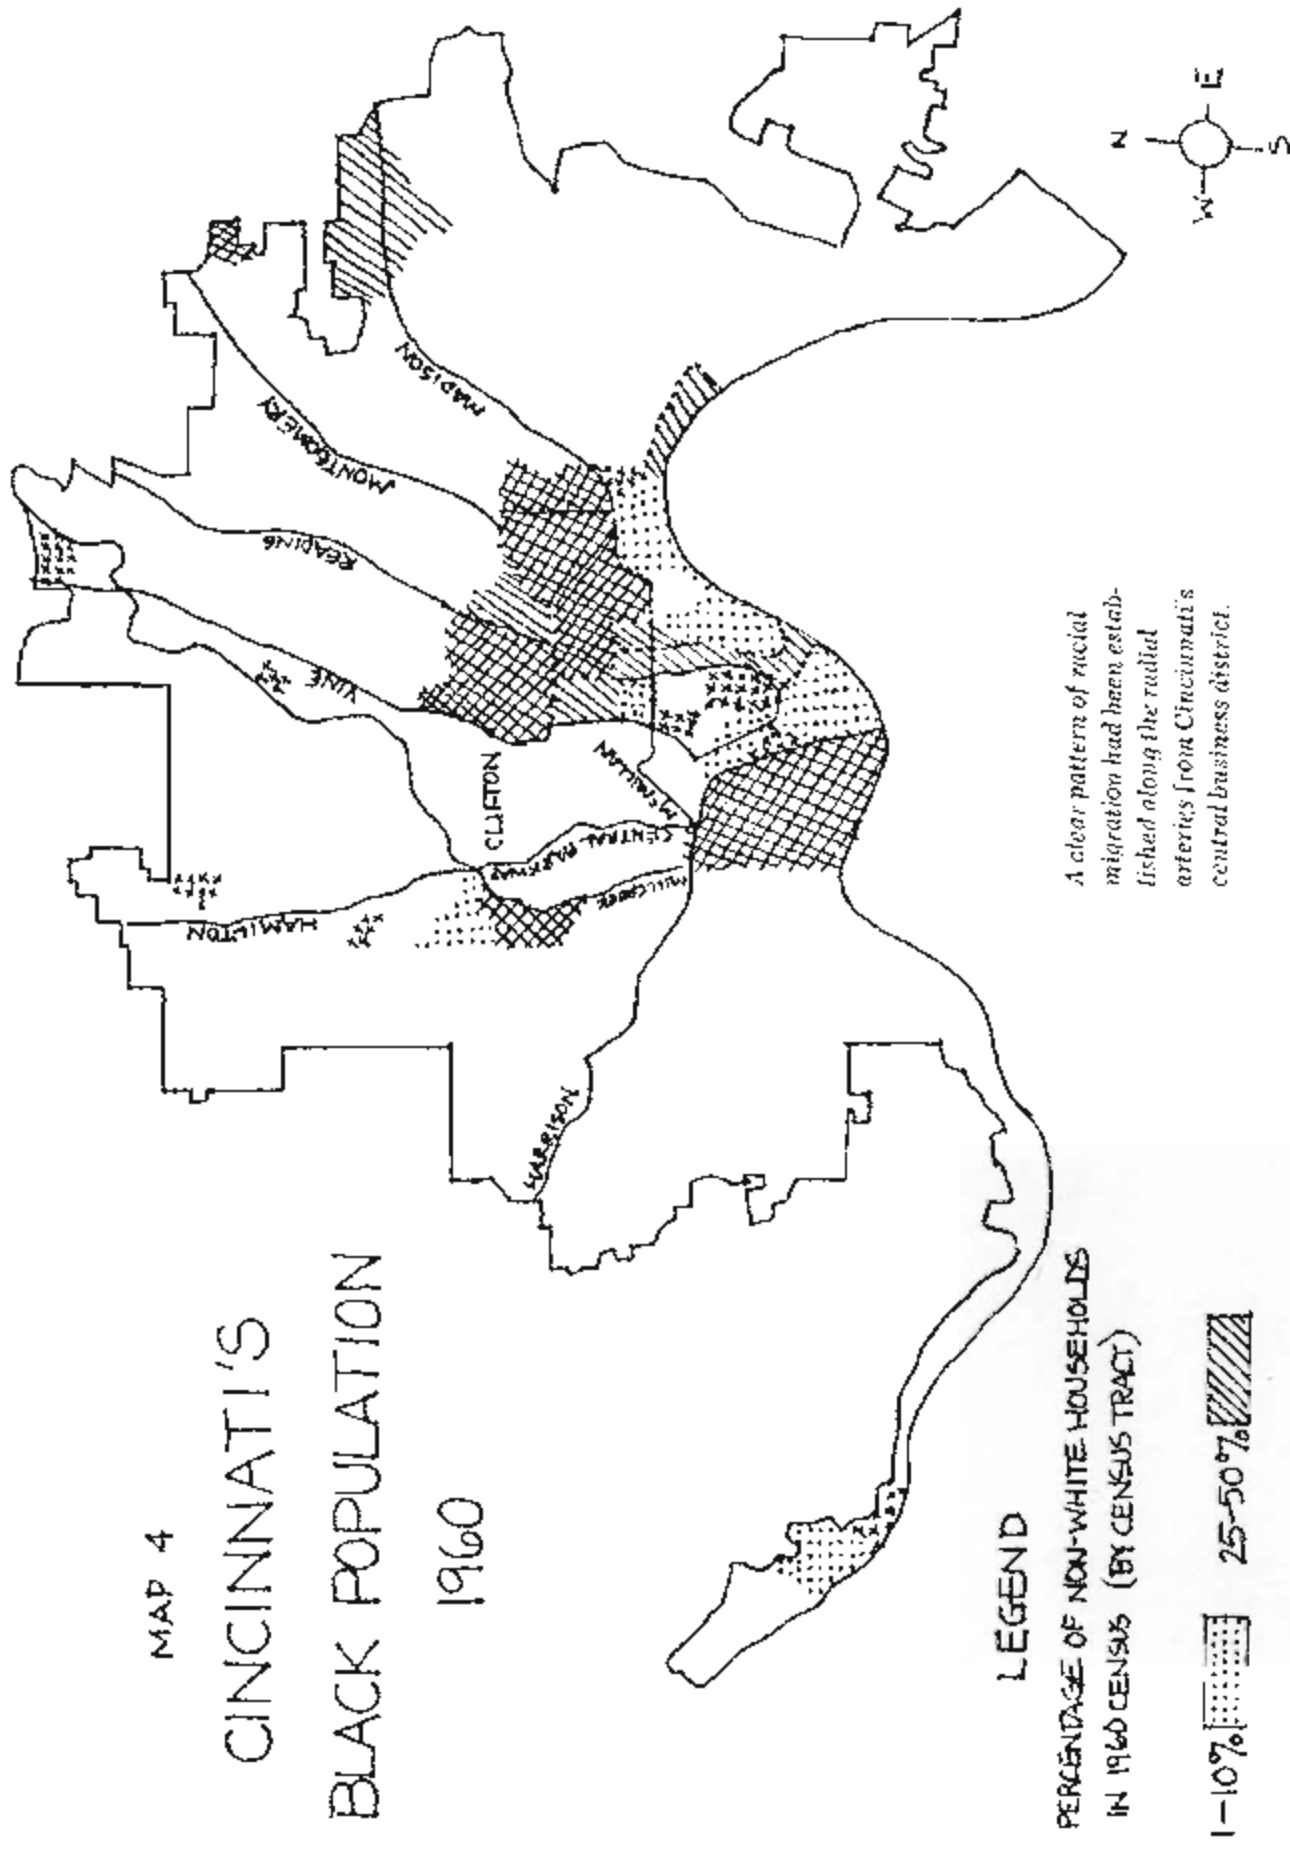 MAP 4
CINCINNATI'S
BLACK POPULATION
1960
HAMILTON
VINE
READING
MONTGOMERY
MADISON
CLIFTON
CENTRAL PARKWAY
MILLCREEK
McMILLAN
HARRISON
N
W
E
S
A clear pattern of racial
migration had been estab-
lished along the radial
arteries from Cincinnati's
central business district.
LEGEND
PERCENTAGE OF NON-WHITE HOUSEHOLDS
IN 1960 CENSUS (BY CENSUS TRACT)
1-10%
25-50%